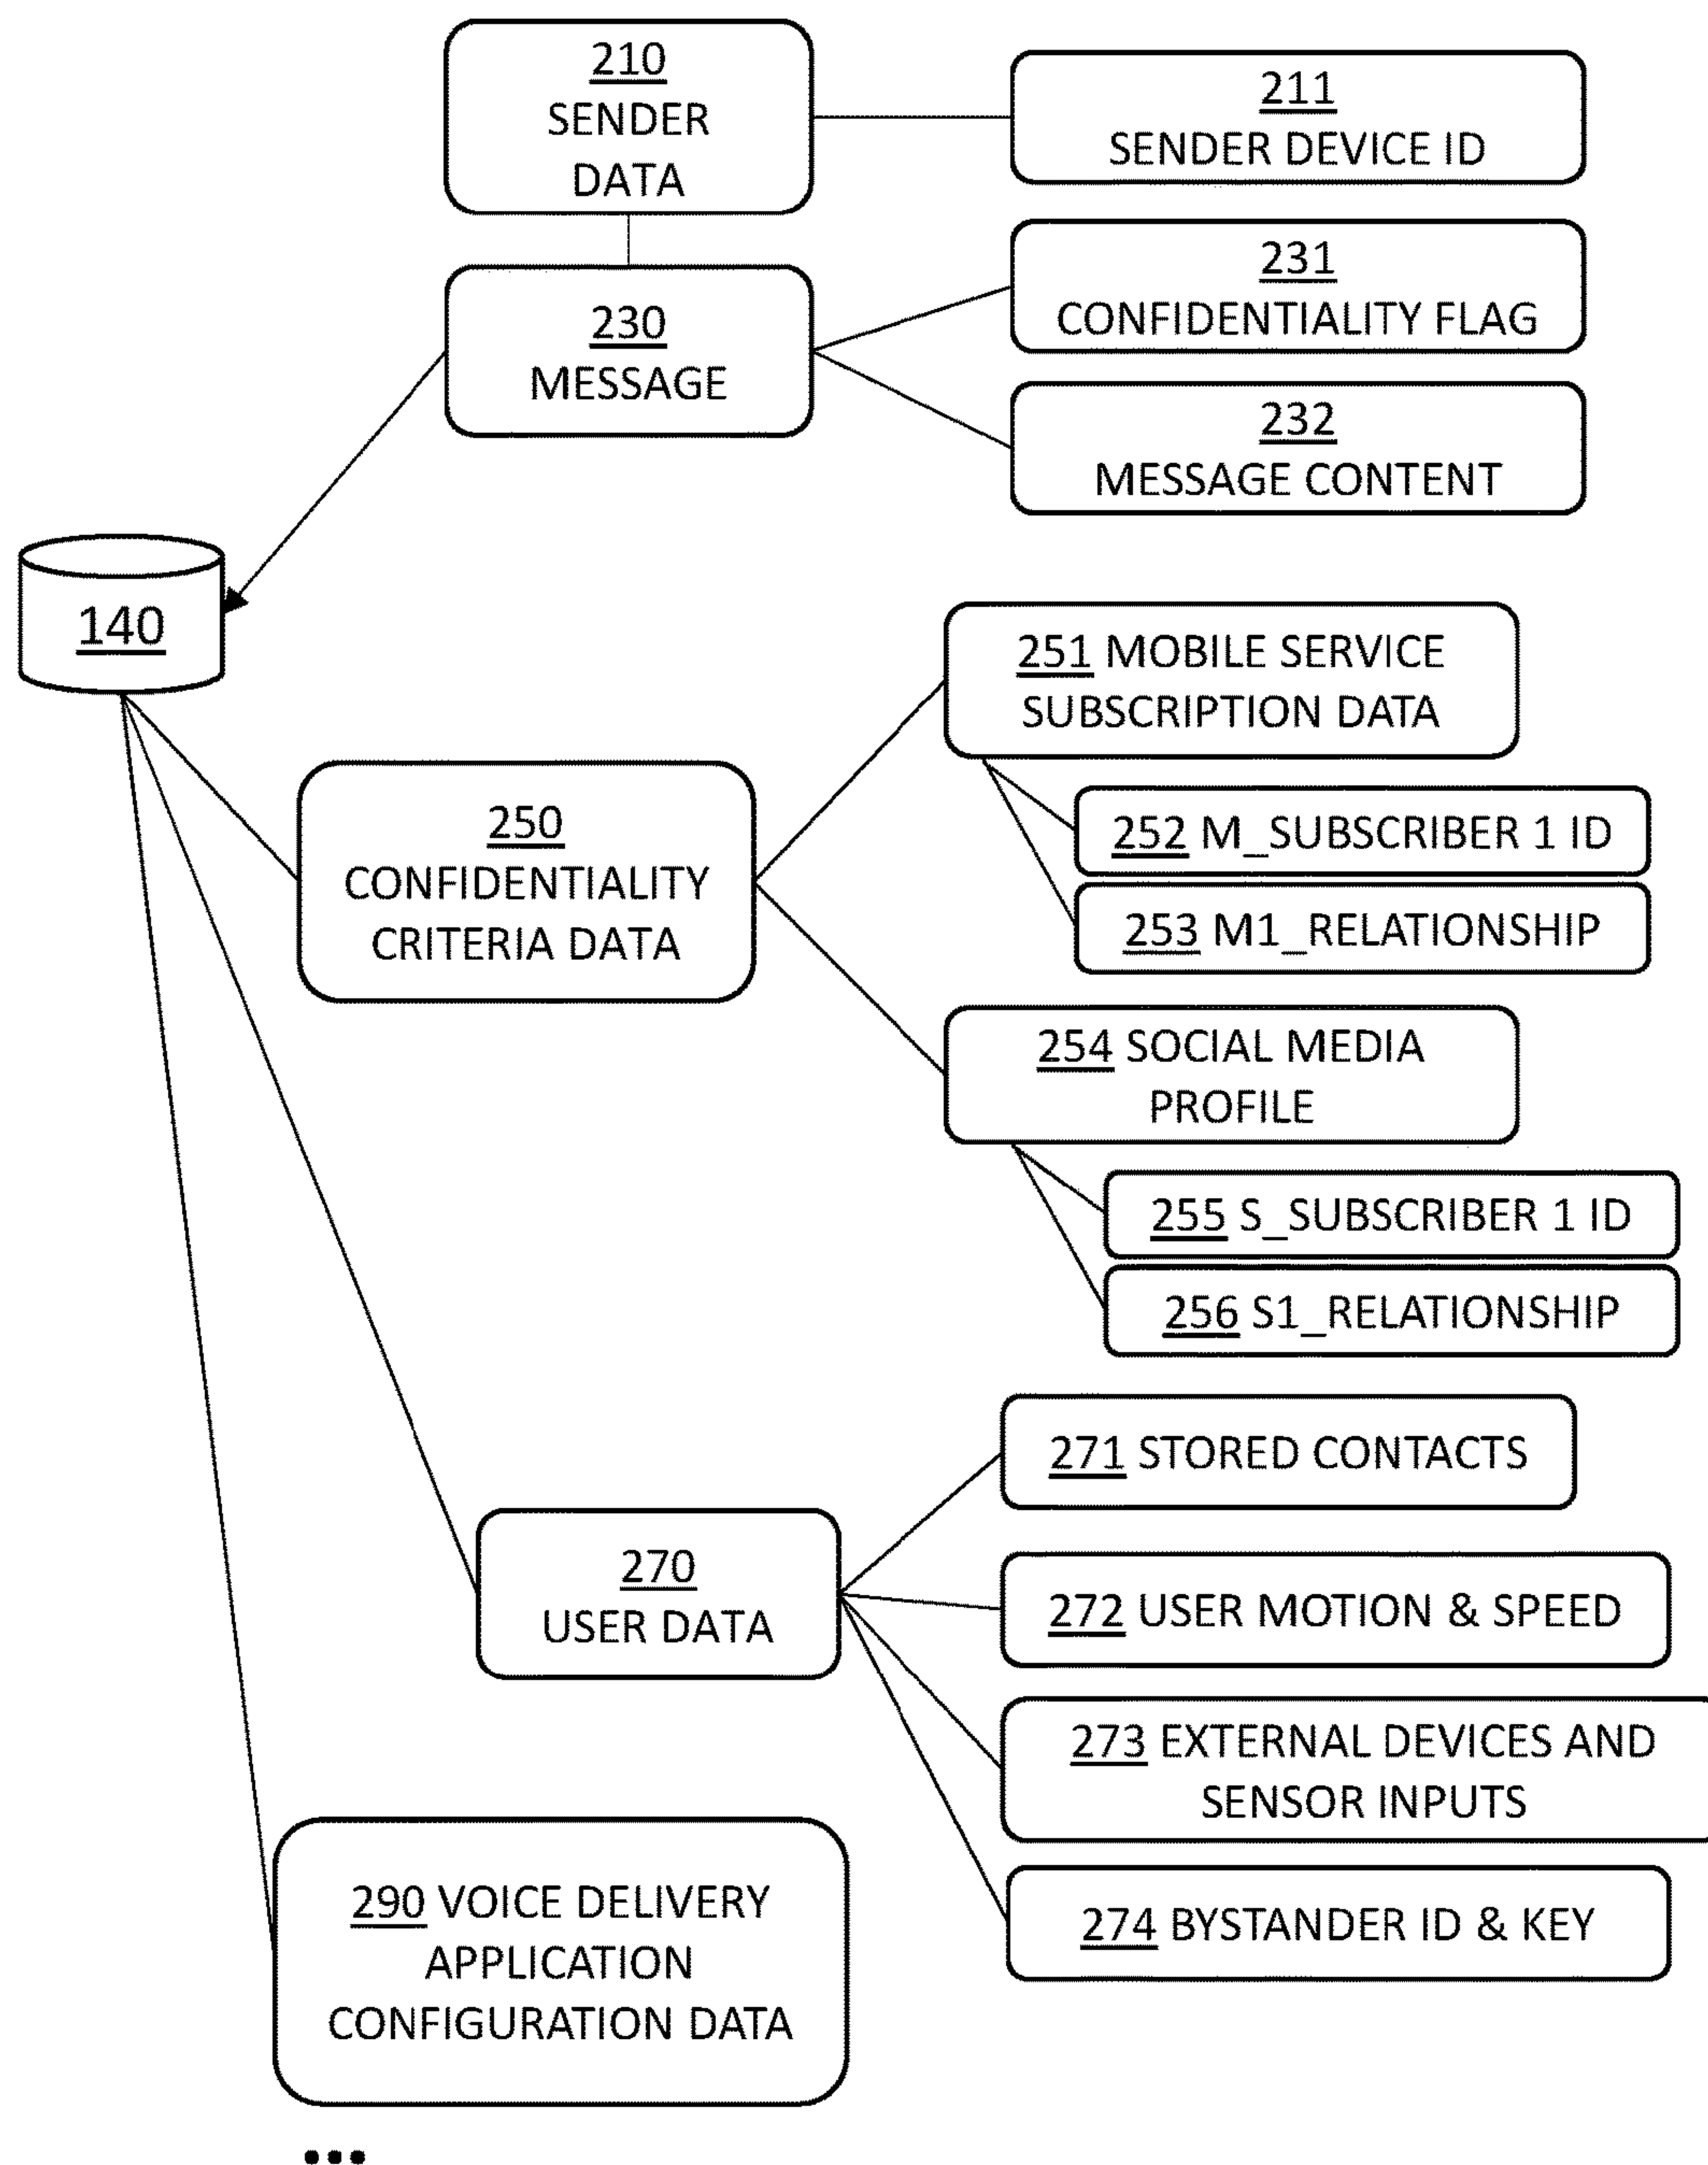 210
SENDER
DATA
211
SENDER DEVICE ID
230
MESSAGE
231
CONFIDENTIALITY FLAG
232
MESSAGE CONTENT
140
250
CONFIDENTIALITY
CRITERIA DATA
251 MOBILE SERVICE
SUBSCRIPTION DATA
252 M_SUBSCRIBER 1 ID
253 M1_RELATIONSHIP
254 SOCIAL MEDIA
PROFILE
255 S_SUBSCRIBER 1 ID
256 S1_RELATIONSHIP
270
USER DATA
271 STORED CONTACTS
272 USER MOTION & SPEED
273 EXTERNAL DEVICES AND
SENSOR INPUTS
274 BYSTANDER ID & KEY
290 VOICE DELIVERY
APPLICATION
CONFIGURATION DATA
...